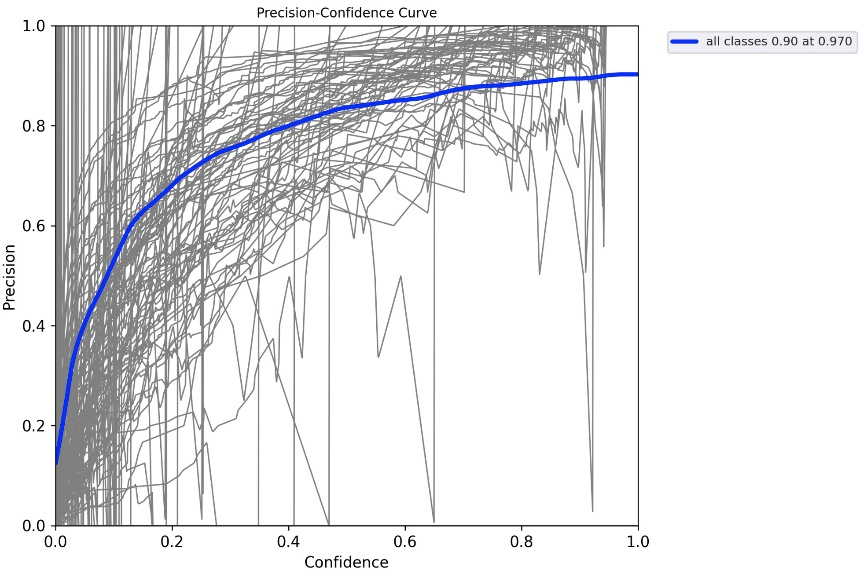 Precision-Confidence Curve
all classes 0.90 at 0.970
1.0
0.8
0.6
0.4
0.2
0.0
Precision
0.0 0.2 0.4 0.6 0.8 1.0
Confidence